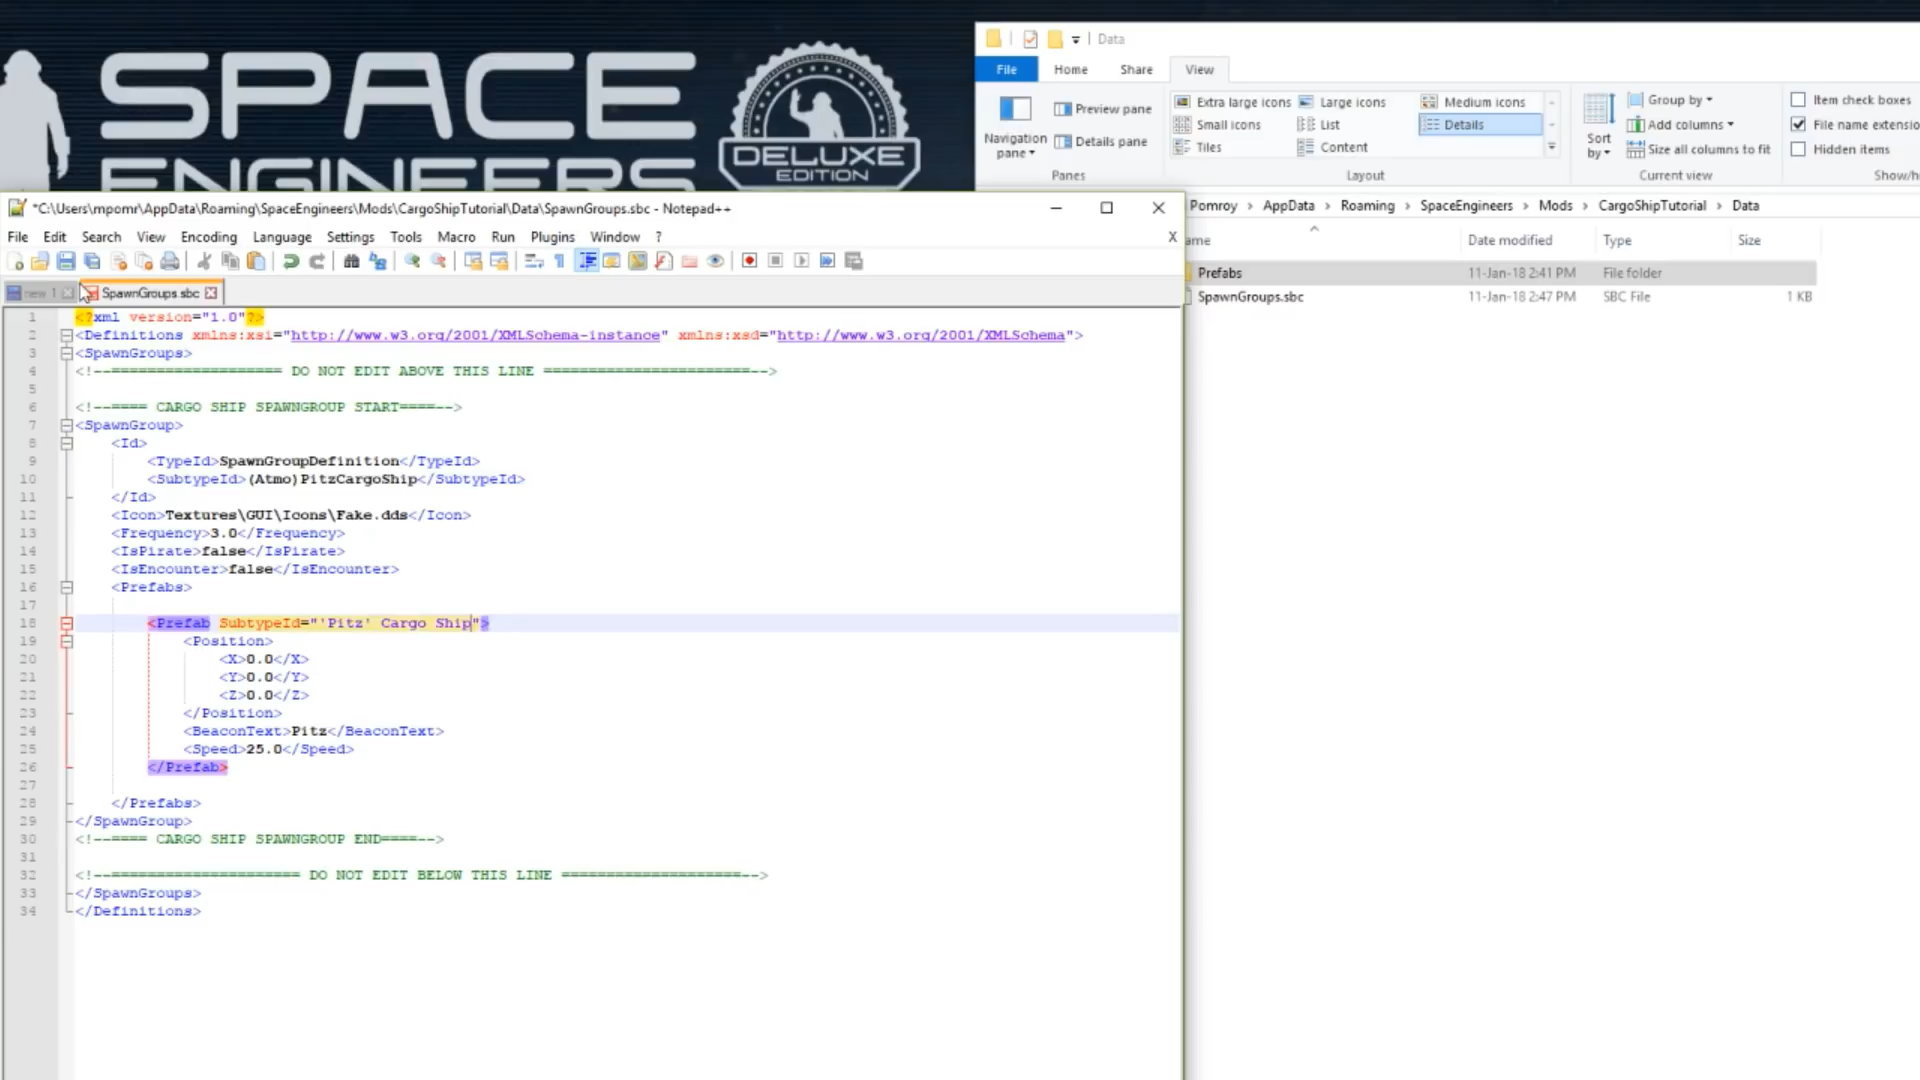 SPACE
ENGINEERS
DELUXE
EDITION
Data
File Home Share View
Navigation pane
Preview pane
Details pane
Panes
Extra large icons Large icons Medium icons
Small icons List Details
Tiles Content
Layout
Sort by
Group by
Add columns
Size all columns to fit
Current view
Item check boxes
File name extensio
Hidden items
Show/h
Pomroy › AppData › Roaming › SpaceEngineers › Mods › CargoShipTutorial › Data
ame Date modified Type Size
Prefabs 11-Jan-18 2:41 PM File folder
SpawnGroups.sbc 11-Jan-18 2:47 PM SBC File 1 KB
*C:\Users\mpomr\AppData\Roaming\SpaceEngineers\Mods\CargoShipTutorial\Data\SpawnGroups.sbc - Notepad++
File Edit Search View Encoding Language Settings Tools Macro Run Plugins Window ? X
new 1 SpawnGroups.sbc
1 <?xml version="1.0"?>
2 <Definitions xmlns:xsi="http://www.w3.org/2001/XMLSchema-instance" xmlns:xsd="http://www.w3.org/2001/XMLSchema">
3 <SpawnGroups>
4 <!--=================== DO NOT EDIT ABOVE THIS LINE =======================-->
5
6 <!--==== CARGO SHIP SPAWNGROUP START====-->
7 <SpawnGroup>
8 <Id>
9 <TypeId>SpawnGroupDefinition</TypeId>
10 <SubtypeId>(Atmo)PitzCargoShip</SubtypeId>
11 </Id>
12 <Icon>Textures\GUI\Icons\Fake.dds</Icon>
13 <Frequency>3.0</Frequency>
14 <IsPirate>false</IsPirate>
15 <IsEncounter>false</IsEncounter>
16 <Prefabs>
17
18 <Prefab SubtypeId="'Pitz' Cargo Ship">
19 <Position>
20 <X>0.0</X>
21 <Y>0.0</Y>
22 <Z>0.0</Z>
23 </Position>
24 <BeaconText>Pitz</BeaconText>
25 <Speed>25.0</Speed>
26 </Prefab>
27
28 </Prefabs>
29 </SpawnGroup>
30 <!--==== CARGO SHIP SPAWNGROUP END====-->
31
32 <!--===================== DO NOT EDIT BELOW THIS LINE ====================-->
33 </SpawnGroups>
34 </Definitions>